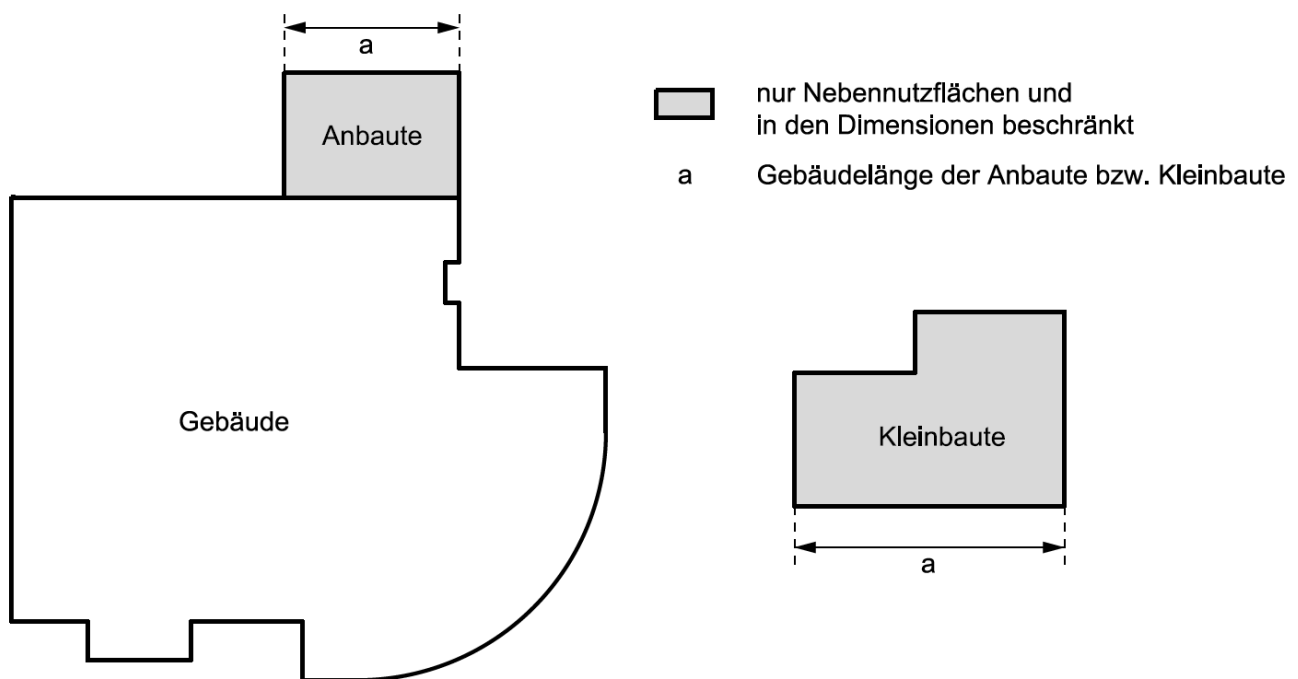 a
Anbaute
nur Nebennutzflächen und
in den Dimensionen beschränkt
a Gebäudelänge der Anbaute bzw. Kleinbaute
Gebäude
Kleinbaute
a